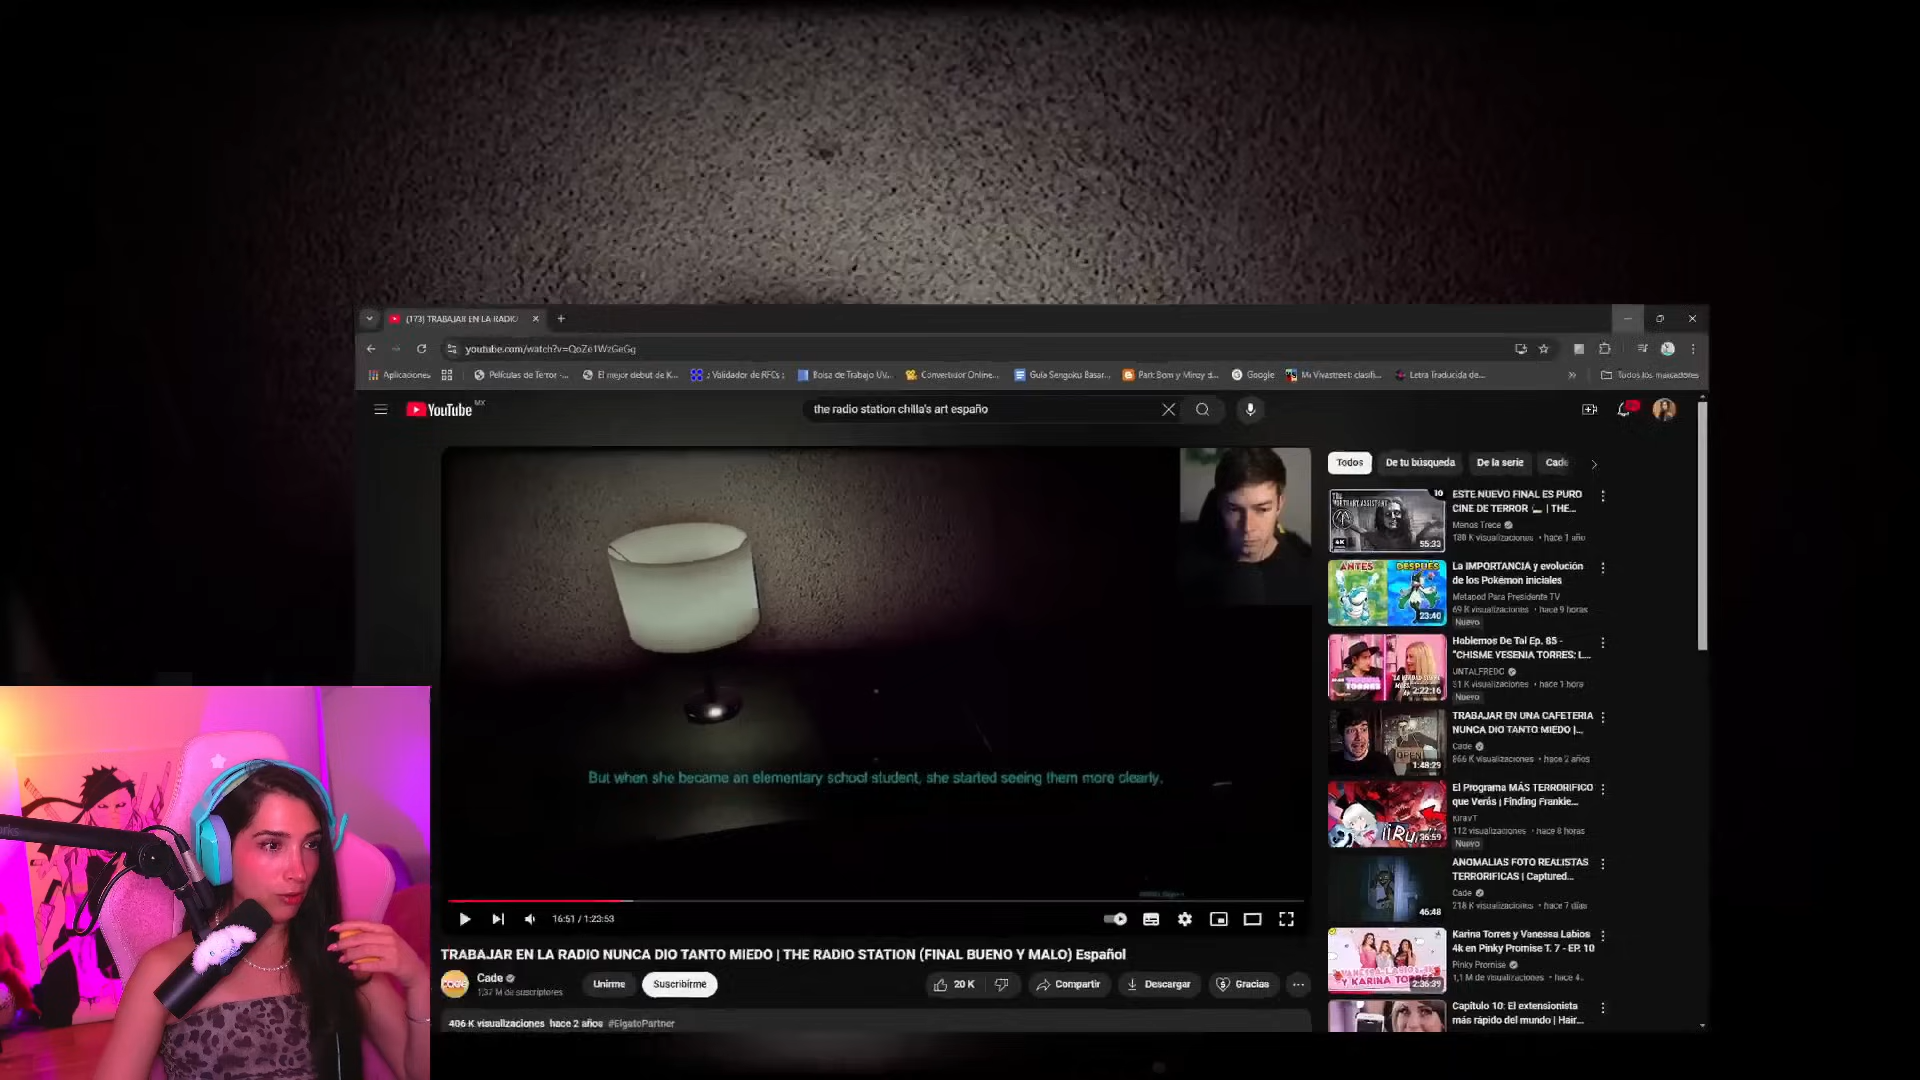 (173) TRABAJAR EN LA RADIO
youtube.com/watch?v=QoZe1WzGeGg
Aplicaciones
Películas de Terror -...
El mejor debut de K...
Validador de RFCs :
Bolsa de Trabajo UV...
Convertidor Online...
Guía Sengoku Basar...
Part: Bom y Mirzy d...
Google
Mi Vivastreet: clasifi...
Letra Traducida de...
Todos los marcadores
YouTube MX
the radio station chilla's art españo
But when she became an elementary school student, she started seeing them more clearly.
16:51 / 1:23:53
TRABAJAR EN LA RADIO NUNCA DIO TANTO MIEDO | THE RADIO STATION (FINAL BUENO Y MALO) Español
Cade
1,37 M de suscriptores
Unirme
Suscribirme
20 K
Compartir
Descargar
Gracias
406 K visualizaciones hace 2 años #ElgatoPartner
Todos
De tu búsqueda
De la serie
Cade
55:33
ESTE NUEVO FINAL ES PURO
CINE DE TERROR | THE...
Menos Trece
180 K visualizaciones • hace 1 año
ANTES
DESPUÉS
23:40
La IMPORTANCIA y evolución
de los Pokémon iniciales
Metapod Para Presidente TV
69 K visualizaciones • hace 9 horas
Nuevo
2:22:16
Hablemos De Tal Ep. 85 -
"CHISME YESENIA TORRES: L...
UNTALFREDO
31 K visualizaciones • hace 1 hora
Nuevo
OPEN
1:48:29
TRABAJAR EN UNA CAFETERIA
NUNCA DIO TANTO MIEDO |...
Cade
866 K visualizaciones • hace 2 años
36:59
El Programa MÁS TERRORIFICO
que Verás | Finding Frankie...
KiravT
112 visualizaciones • hace 8 horas
Nuevo
46:48
ANOMALIAS FOTO REALISTAS
TERRORIFICAS | Captured...
Cade
218 K visualizaciones • hace 7 días
VANESSA LABIOS 4K
Y KARINA TORRES
2:36:39
Karina Torres y Vanessa Labios
4k en Pinky Promise T. 7 - EP. 10
Pinky Promise
1,1 M de visualizaciones • hace 4...
Capítulo 10: El extensionista
más rápido del mundo | Hair...